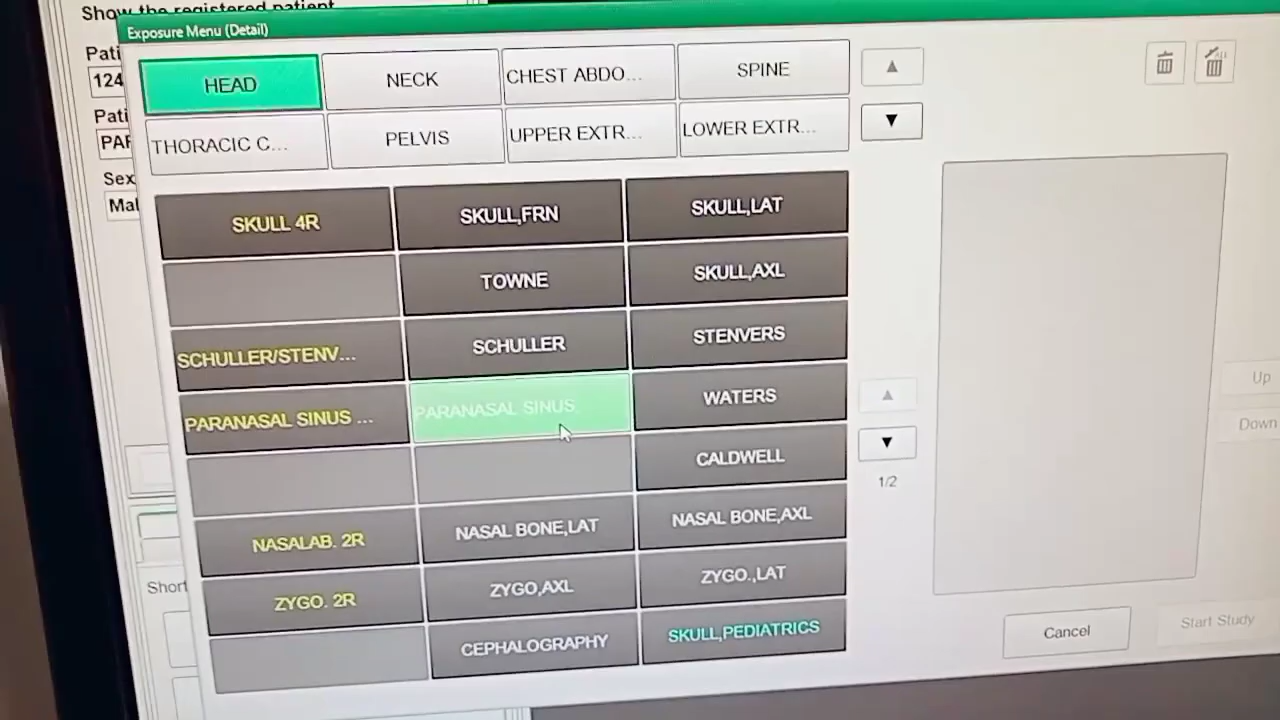 Show the registered patient
Exposure Menu (Detail)
Pati
124
Pati
PAR
Sex
Mal
HEAD
NECK
CHEST ABDO...
SPINE
THORACIC C...
PELVIS
UPPER EXTR...
LOWER EXTR...
SKULL 4R
SKULL,FRN
SKULL,LAT
TOWNE
SKULL,AXL
SCHULLER/STENV...
SCHULLER
STENVERS
PARANASAL SINUS ...
PARANASAL SINUS.
WATERS
CALDWELL
NASALAB. 2R
NASAL BONE,LAT
NASAL BONE,AXL
ZYGO. 2R
ZYGO,AXL
ZYGO.,LAT
CEPHALOGRAPHY
SKULL,PEDIATRICS
1/2
Up
Down
Short
Cancel
Start Study